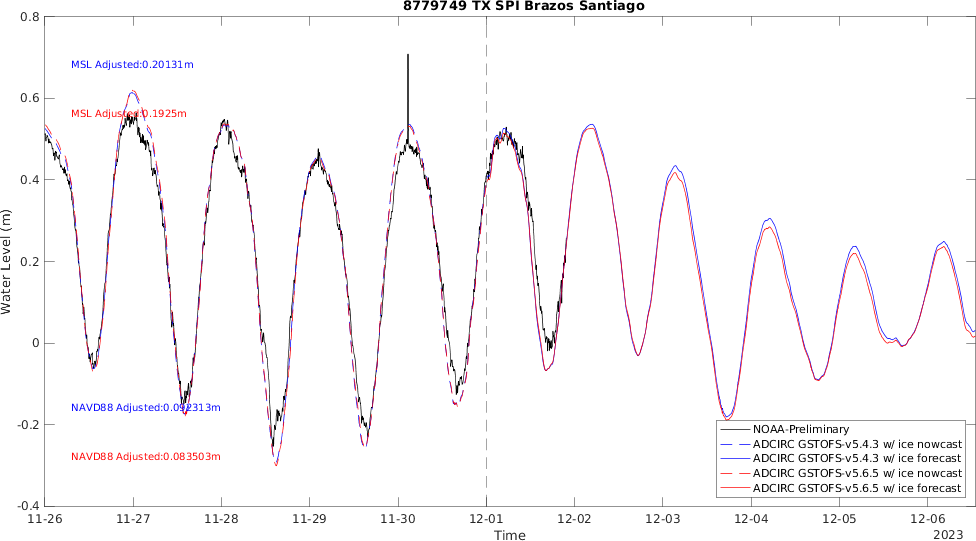 8779749 TX SPI Brazos Santiago
0.8
0.6
0.4
0.2
0
-0.2
-0.4
Water Level (m)
MSL Adjusted:0.20131m
MSL Adjusted:0.1925m
NAVD88 Adjusted:0.092313m
NAVD88 Adjusted:0.083503m
NOAA-Preliminary
ADCIRC GSTOFS-v5.4.3 w/ ice nowcast
ADCIRC GSTOFS-v5.4.3 w/ ice forecast
ADCIRC GSTOFS-v5.6.5 w/ ice nowcast
ADCIRC GSTOFS-v5.6.5 w/ ice forecast
11-26 11-27 11-28 11-29 11-30 12-01 12-02 12-03 12-04 12-05 12-06
Time
2023